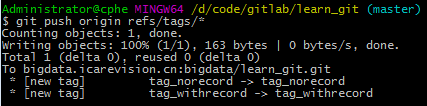 Administrator@cphe MINGW64 /d/code/gitlab/learn_git (master)
$ git push origin refs/tags/*
Counting objects: 1, done.
Writing objects: 100% (1/1), 163 bytes | 0 bytes/s, done.
Total 1 (delta 0), reused 0 (delta 0)
To bigdata.icarevision.cn:bigdata/learn_git.git
 * [new tag]         tag_norecord -> tag_norecord
 * [new tag]         tag_withrecord -> tag_withrecord